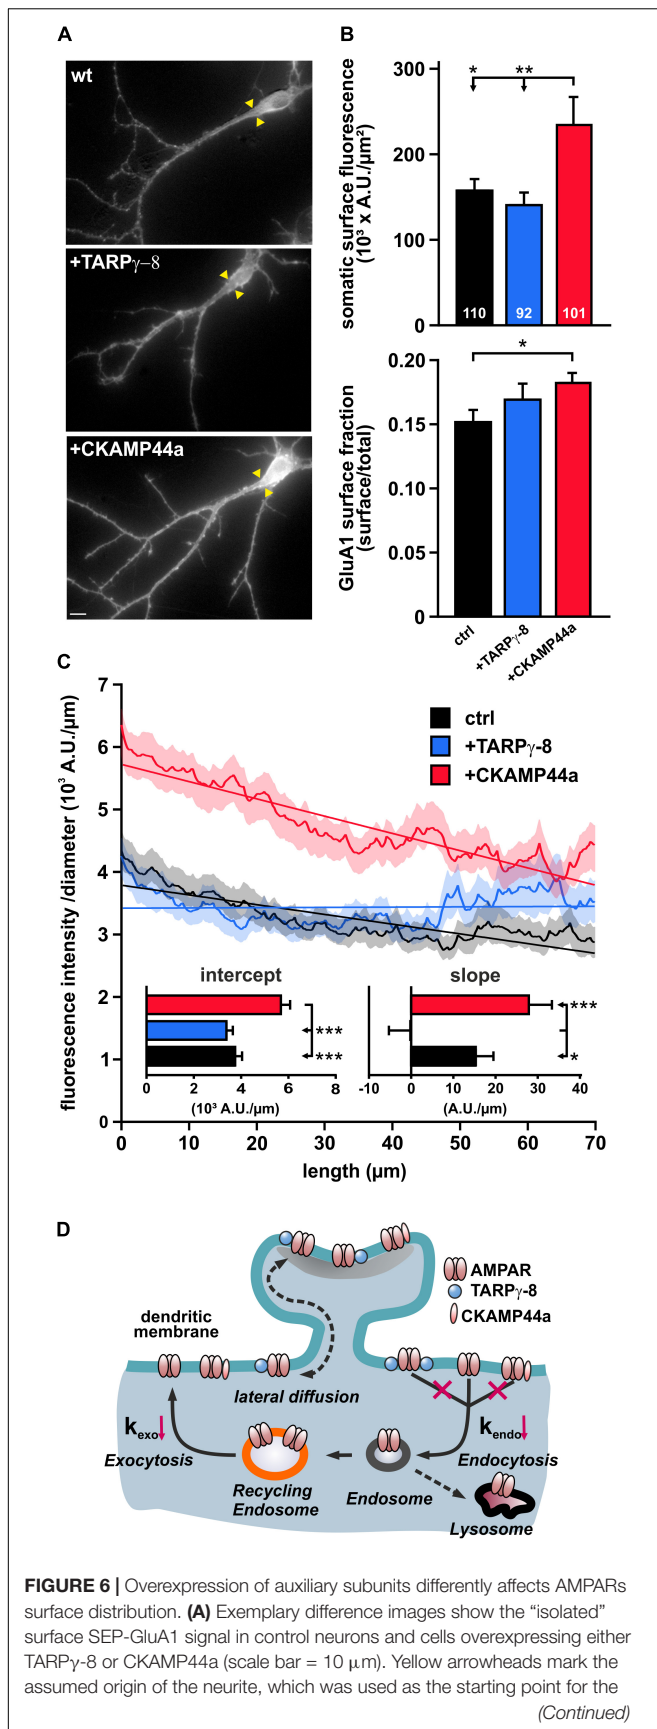 A
wt
+TARPγ–8
+CKAMP44a
B
somatic surface fluorescence
(10³ x A.U./µm²)
300
200
100
0
*
**
110
92
101
GluA1 surface fraction
(surface/total)
0.20
0.15
0.10
0.05
0
*
ctrl
+TARPγ-8
+CKAMP44a
C
fluorescence intensity /diameter (10³ A.U./µm)
7
6
5
4
3
2
1
0
ctrl
+TARPγ-8
+CKAMP44a
intercept
***
***
0 2 4 6 8
(10³ A.U./µm)
slope
***
*
-10 0 10 20 30 40
(A.U./µm)
0 10 20 30 40 50 60 70
length (µm)
D
AMPAR
TARPγ-8
CKAMP44a
dendritic
membrane
lateral diffusion
kexo
Exocytosis
kendo
Endocytosis
Recycling
Endosome
Endosome
Lysosome
FIGURE 6 | Overexpression of auxiliary subunits differently affects AMPARs
surface distribution. (A) Exemplary difference images show the “isolated”
surface SEP-GluA1 signal in control neurons and cells overexpressing either
TARPγ-8 or CKAMP44a (scale bar = 10 µm). Yellow arrowheads mark the
assumed origin of the neurite, which was used as the starting point for the
(Continued)